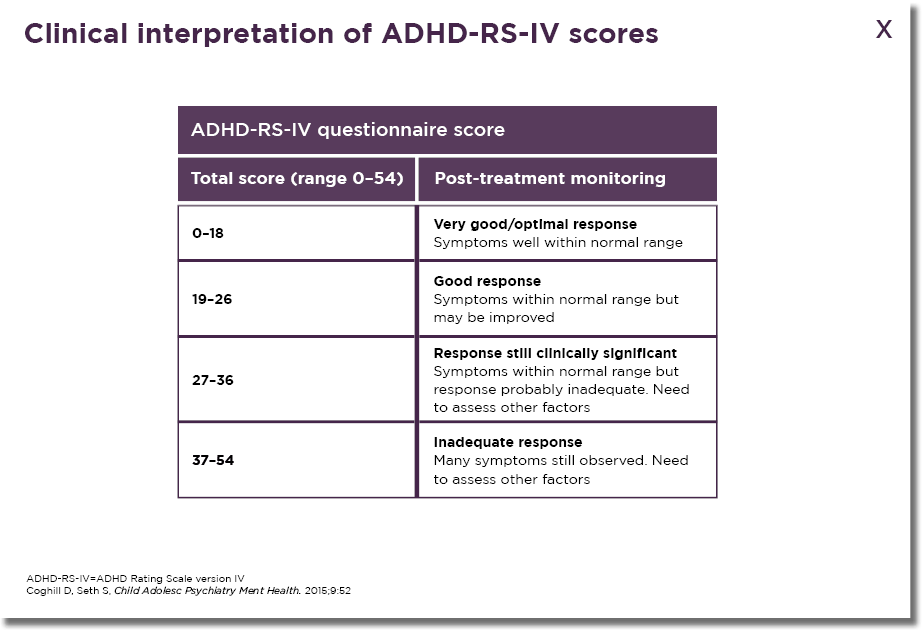 Clinical interpretation of ADHD-RS-IV scores
X
ADHD-RS-IV questionnaire score
Total score (range 0–54)
Post-treatment monitoring
0–18
Very good/optimal response
Symptoms well within normal range
19–26
Good response
Symptoms within normal range but
may be improved
27–36
Response still clinically significant
Symptoms within normal range but
response probably inadequate. Need
to assess other factors
37–54
Inadequate response
Many symptoms still observed. Need
to assess other factors
ADHD-RS-IV=ADHD Rating Scale version IV
Coghill D, Seth S, Child Adolesc Psychiatry Ment Health. 2015;9:52